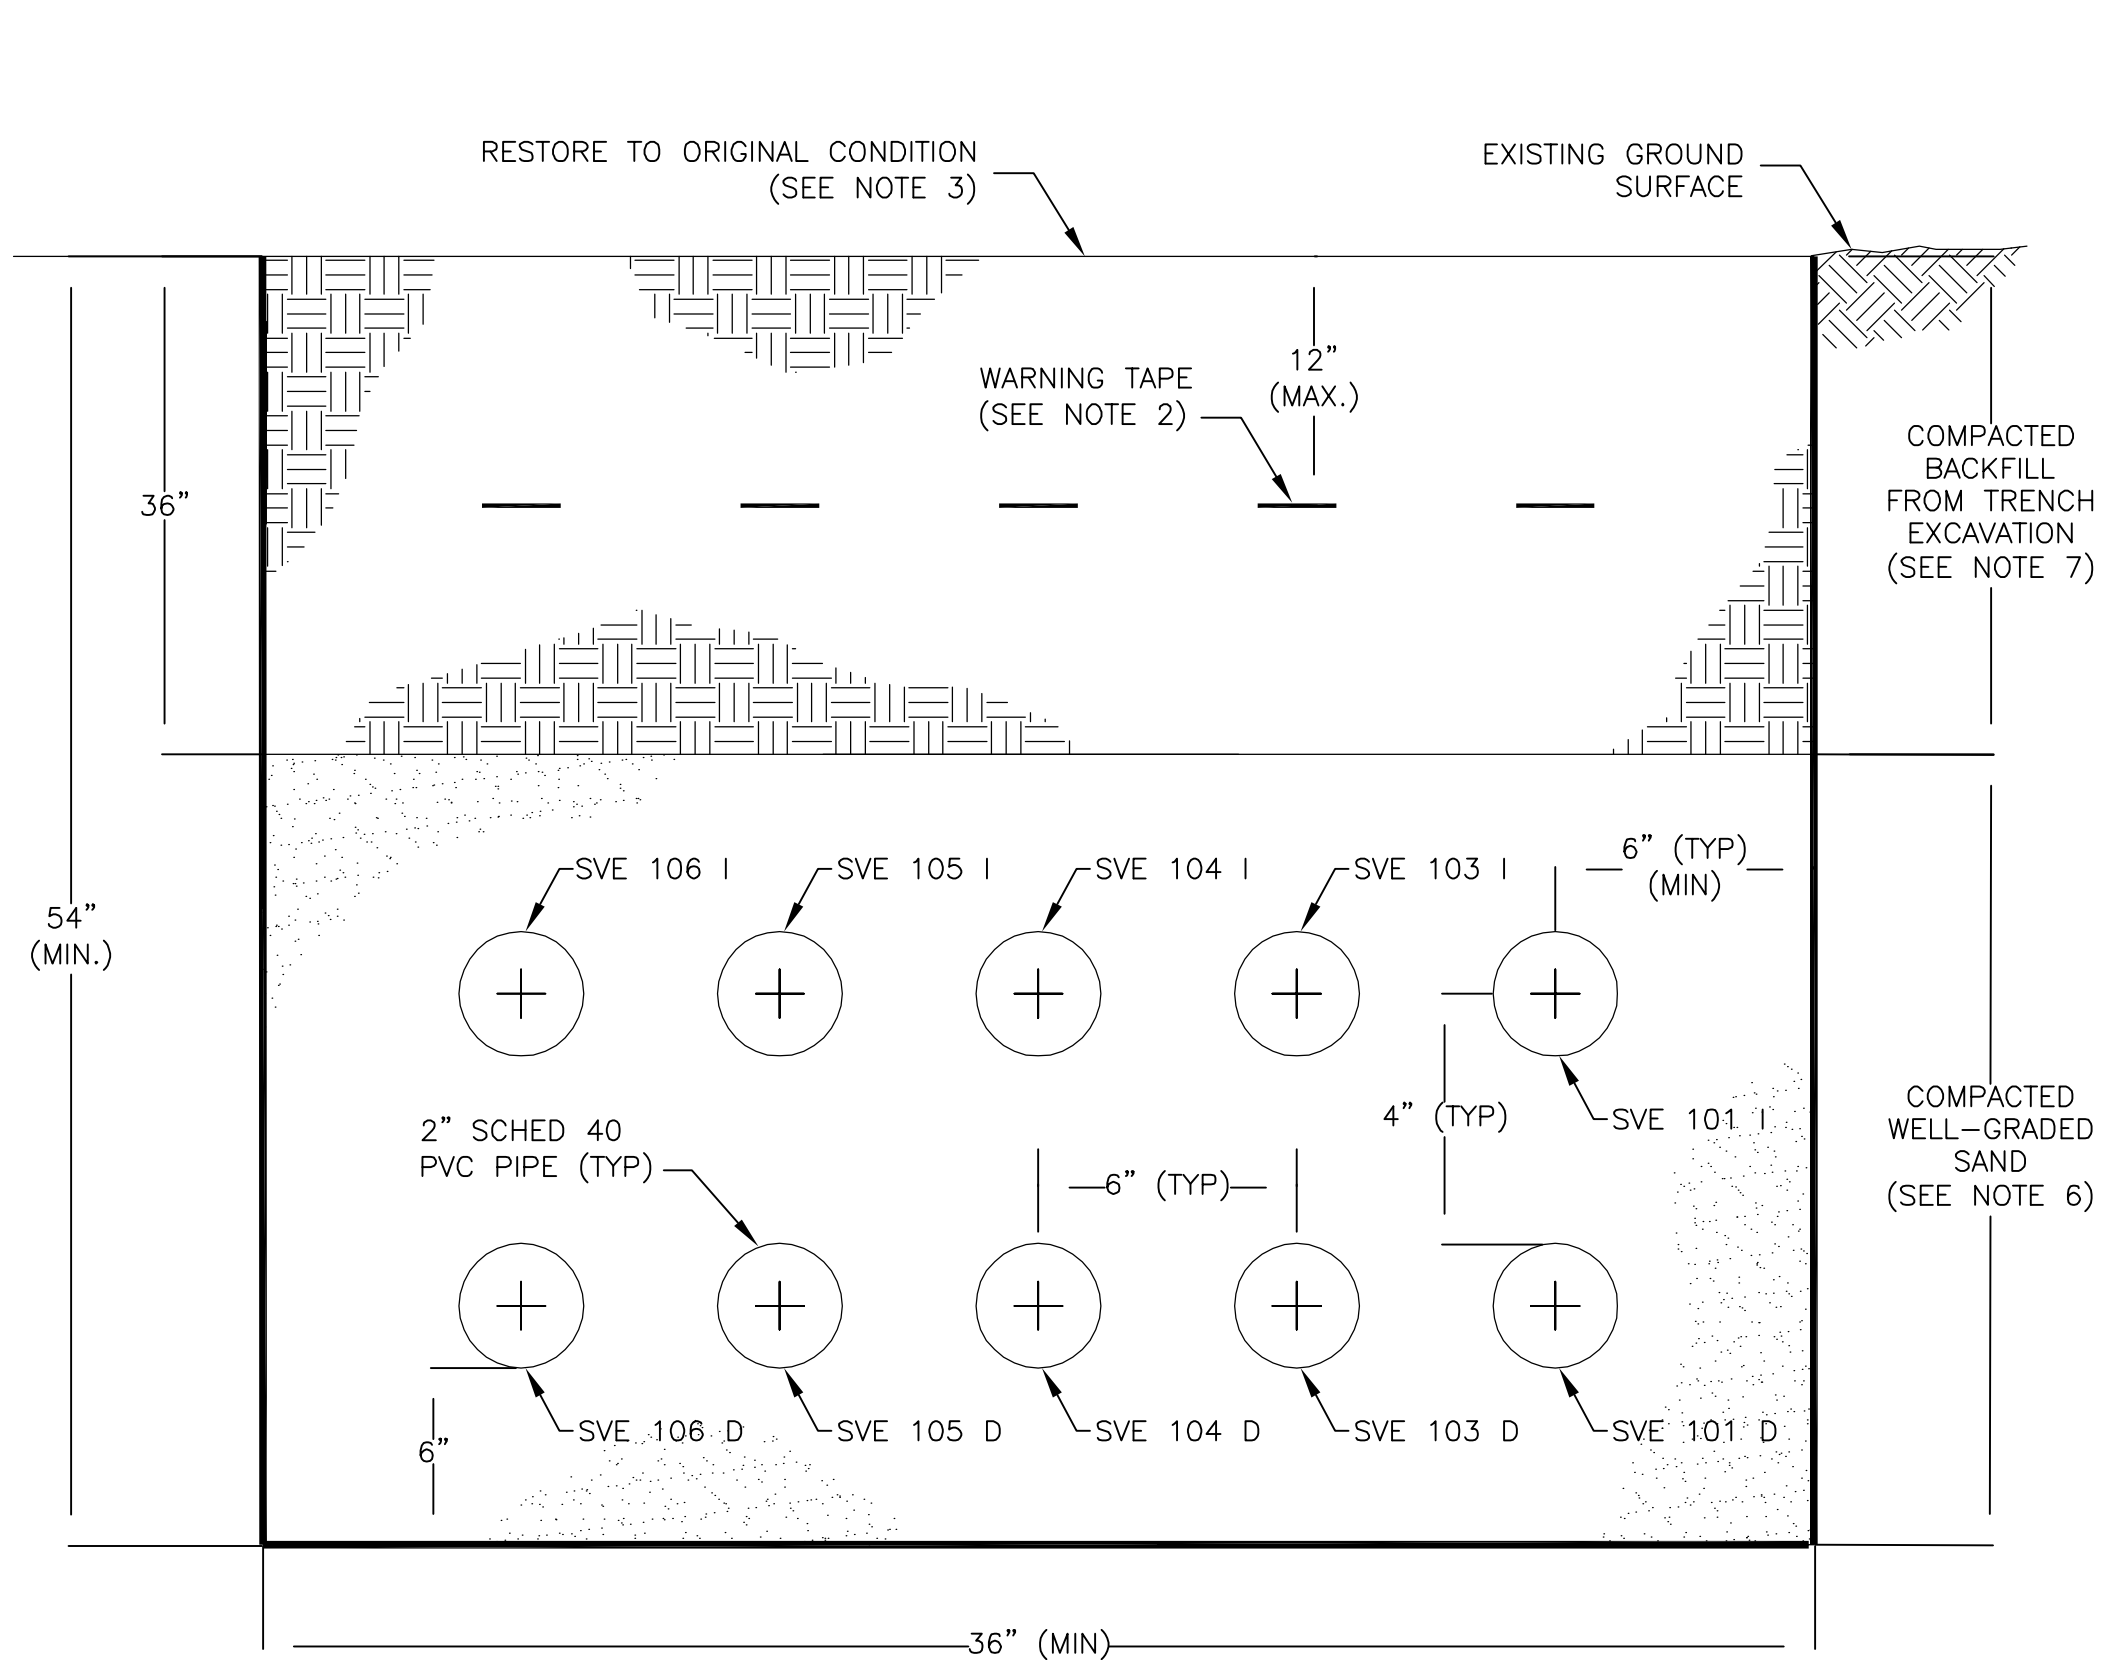 RESTORE TO ORIGINAL CONDITION
(SEE NOTE 3)
EXISTING GROUND
SURFACE
12”
(MAX.)
WARNING TAPE
(SEE NOTE 2)
36”
COMPACTED
BACKFILL
FROM TRENCH
EXCAVATION
(SEE NOTE 7)
6” (TYP)
(MIN)
SVE 106 I
SVE 105 I
SVE 104 I
SVE 103 I
54”
(MIN.)
SVE 101 I
4” (TYP)
2” SCHED 40
PVC PIPE (TYP)
6” (TYP)
COMPACTED
WELL-GRADED
SAND
(SEE NOTE 6)
SVE 106 D
SVE 105 D
SVE 104 D
SVE 103 D
SVE 101 D
6”
36” (MIN)